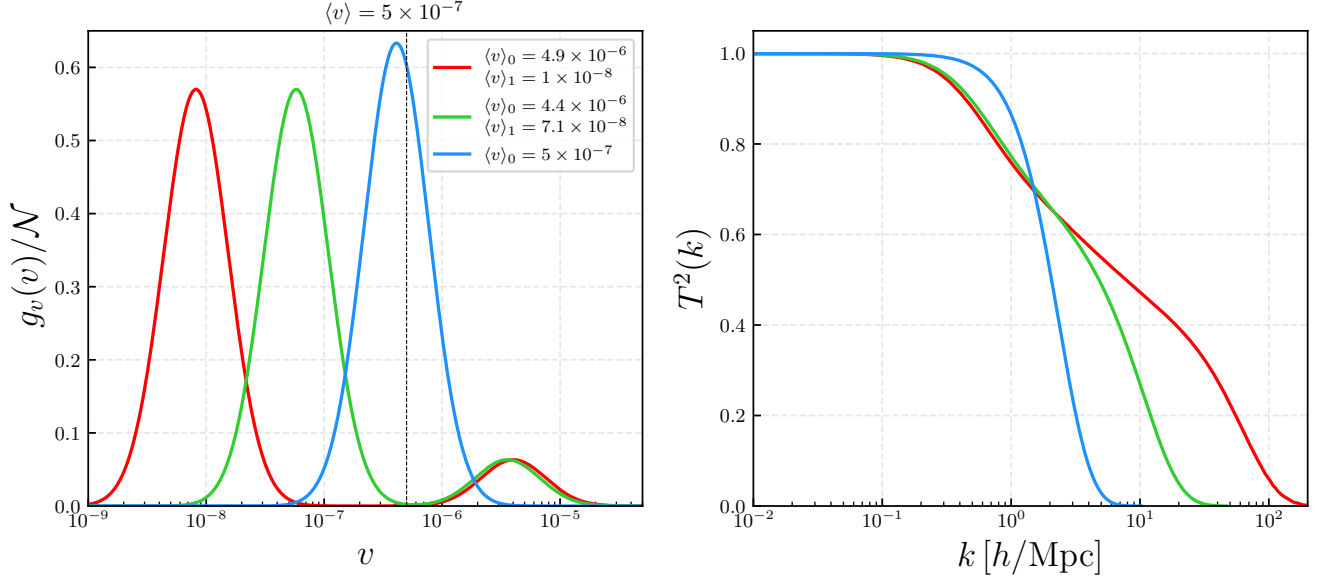 ⟨v⟩ = 5 × 10⁻⁷
g_v(v)/𝒩
0.6
0.5
0.4
0.3
0.2
0.1
0.0
⟨v⟩₀ = 4.9 × 10⁻⁶
⟨v⟩₁ = 1 × 10⁻⁸
⟨v⟩₀ = 4.4 × 10⁻⁶
⟨v⟩₁ = 7.1 × 10⁻⁸
⟨v⟩₀ = 5 × 10⁻⁷
10⁻⁹ 10⁻⁸ 10⁻⁷ 10⁻⁶ 10⁻⁵
v
T²(k)
1.0
0.8
0.6
0.4
0.2
0.0
10⁻² 10⁻¹ 10⁰ 10¹ 10²
k [h/Mpc]